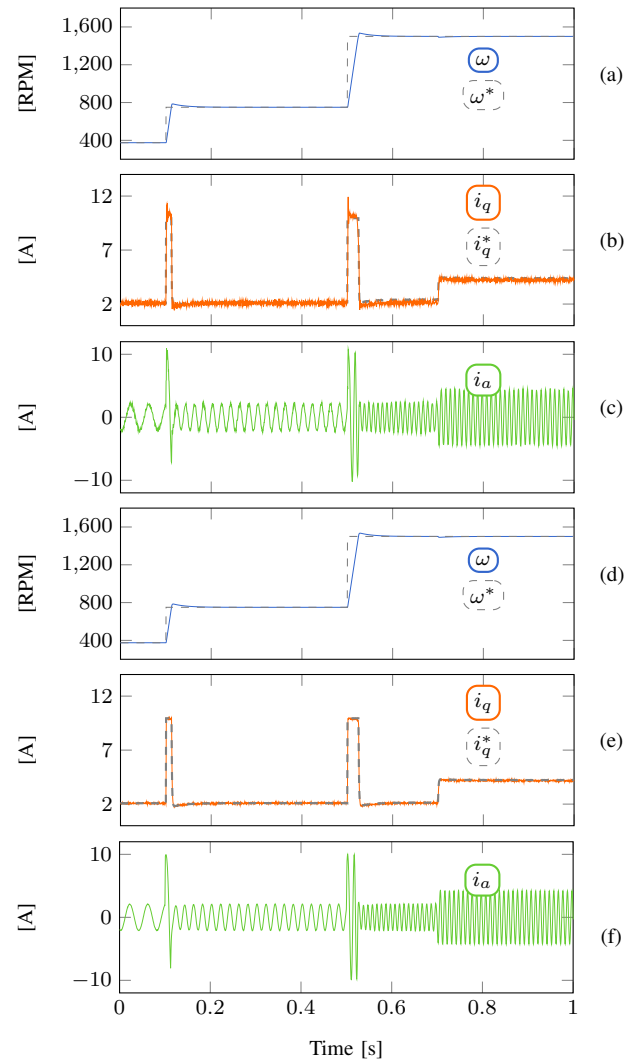 1,600
1,200
800
400
[RPM]
ω
ω*
(a)
12
7
2
[A]
i_q
i_q^*
(b)
10
0
−10
[A]
i_a
(c)
1,600
1,200
800
400
[RPM]
ω
ω*
(d)
12
7
2
[A]
i_q
i_q^*
(e)
10
0
−10
[A]
i_a
(f)
0 0.2 0.4 0.6 0.8 1
Time [s]